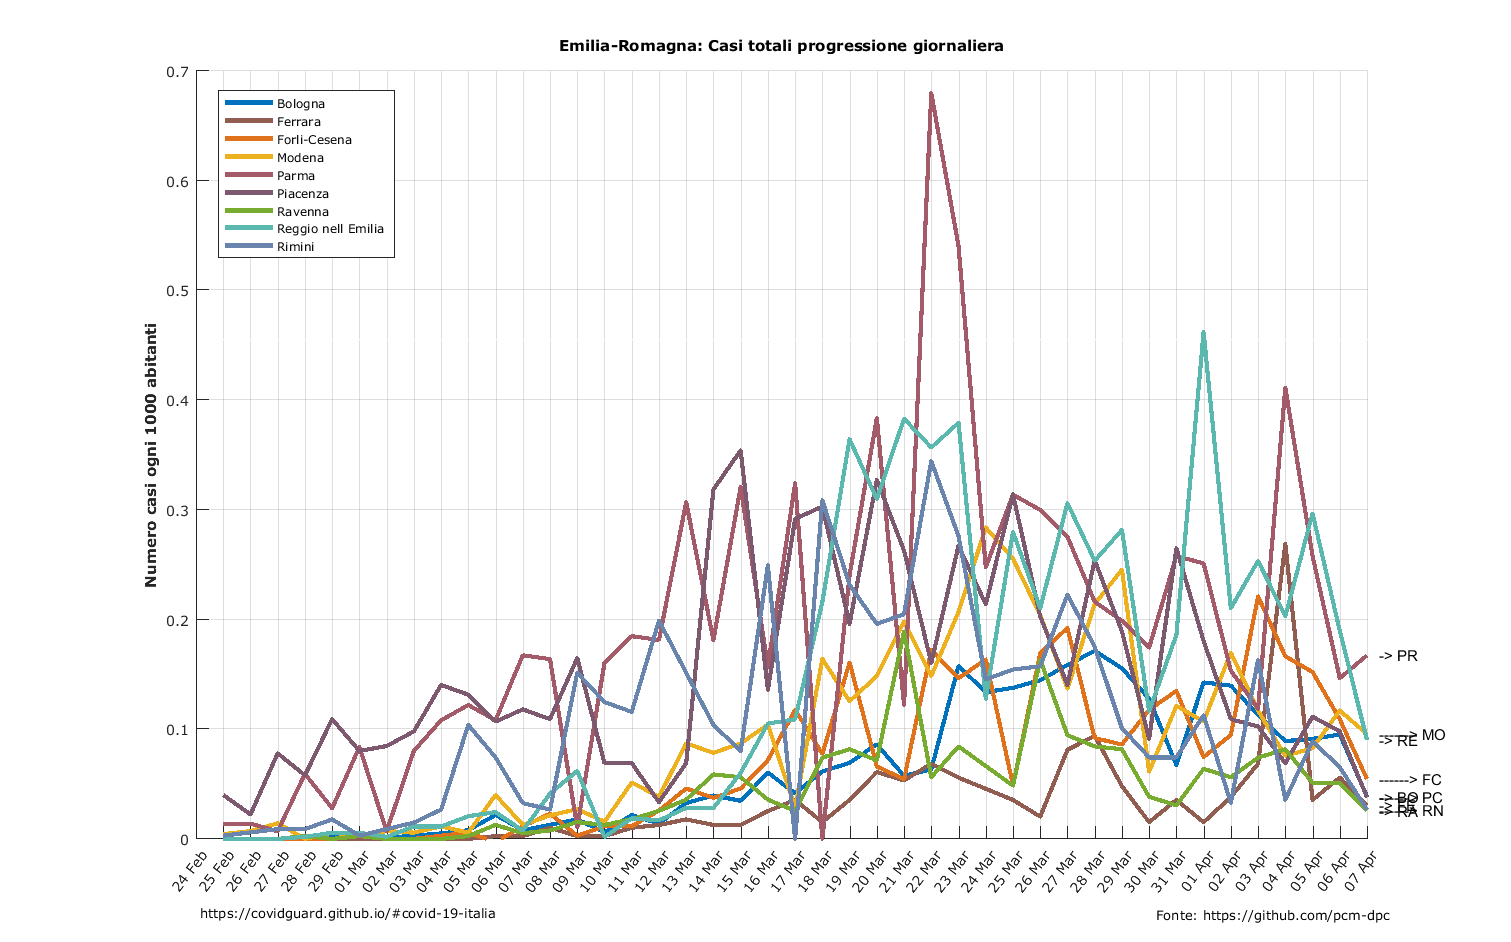 Emilia-Romagna: Casi totali progressione giornaliera
Numero casi ogni 1000 abitanti
0.7
0.6
0.5
0.4
0.3
0.2
0.1
0
Bologna
Ferrara
Forli-Cesena
Modena
Parma
Piacenza
Ravenna
Reggio nell Emilia
Rimini
-> PR
------> MO
-> RE
------> FC
-> BO
PC
RN
-> RA
24 Feb
25 Feb
26 Feb
27 Feb
28 Feb
29 Feb
01 Mar
02 Mar
03 Mar
04 Mar
05 Mar
06 Mar
07 Mar
08 Mar
09 Mar
10 Mar
11 Mar
12 Mar
13 Mar
14 Mar
15 Mar
16 Mar
17 Mar
18 Mar
19 Mar
20 Mar
21 Mar
22 Mar
23 Mar
24 Mar
25 Mar
26 Mar
27 Mar
28 Mar
29 Mar
30 Mar
31 Mar
01 Apr
02 Apr
03 Apr
04 Apr
05 Apr
06 Apr
07 Apr
https://covidguard.github.io/#covid-19-italia
Fonte: https://github.com/pcm-dpc